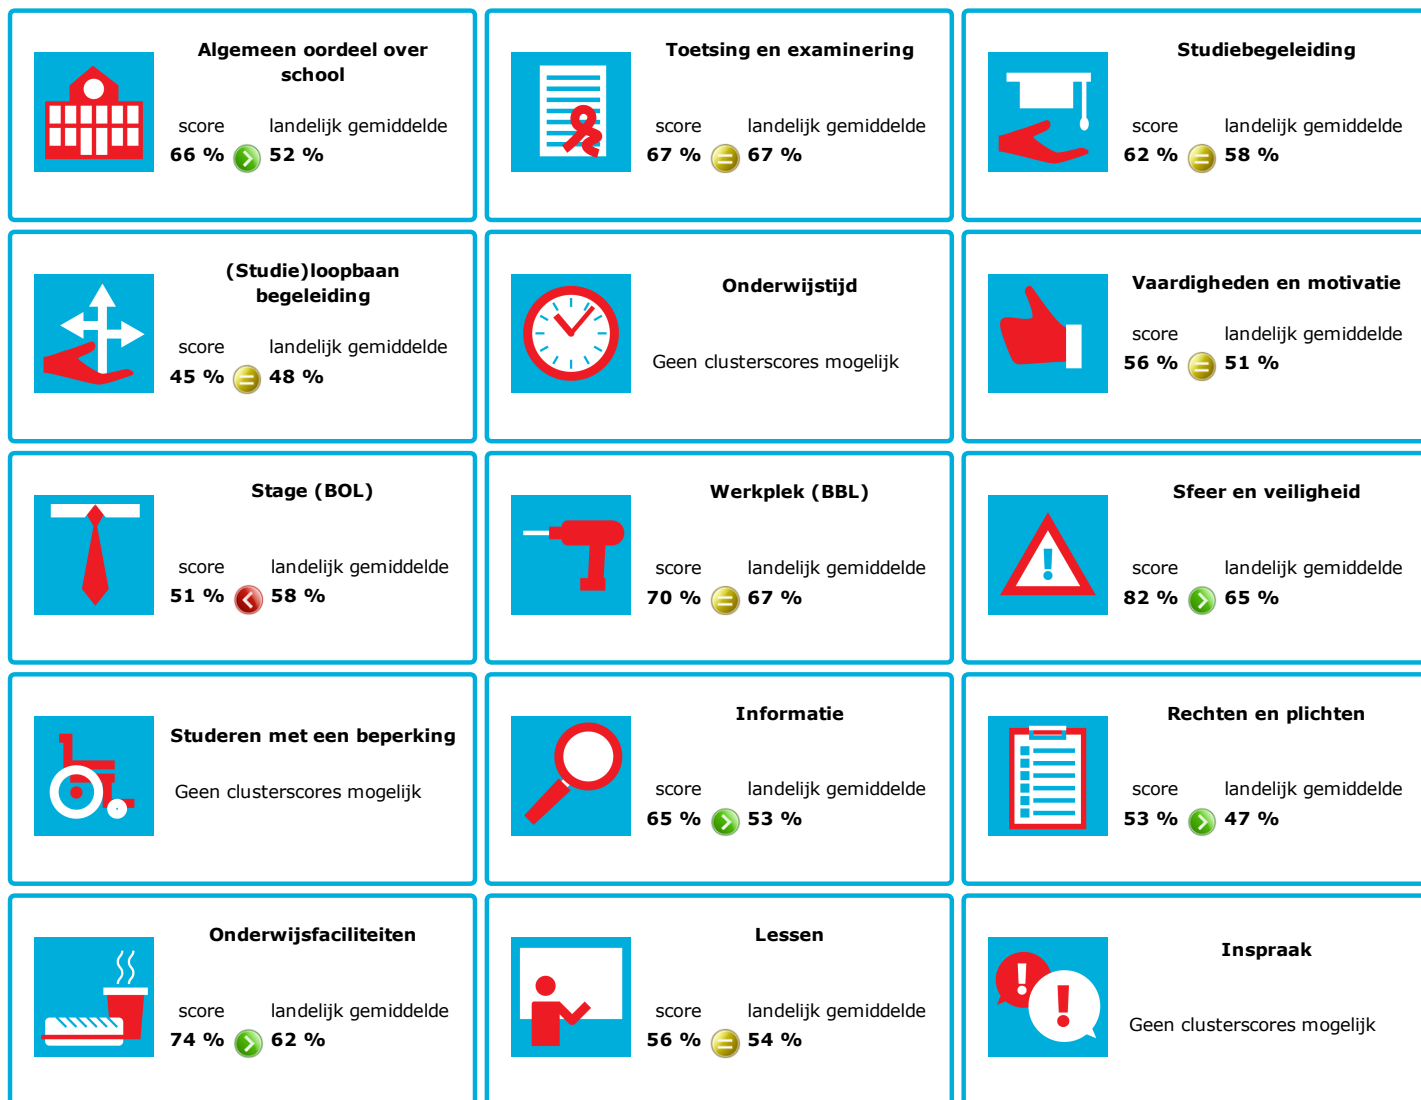 Algemeen oordeel over
school
score landelijk gemiddelde
66 % 52 %
Toetsing en examinering
score landelijk gemiddelde
67 % = 67 %
Studiebegeleiding
score landelijk gemiddelde
62 % = 58 %
(Studie)loopbaan
begeleiding
score landelijk gemiddelde
45 % = 48 %
Onderwijstijd
Geen clusterscores mogelijk
Vaardigheden en motivatie
score landelijk gemiddelde
56 % = 51 %
Stage (BOL)
score landelijk gemiddelde
51 % 58 %
Werkplek (BBL)
score landelijk gemiddelde
70 % = 67 %
Sfeer en veiligheid
score landelijk gemiddelde
82 % 65 %
Studeren met een beperking
Geen clusterscores mogelijk
Informatie
score landelijk gemiddelde
65 % 53 %
Rechten en plichten
score landelijk gemiddelde
53 % 47 %
Onderwijsfaciliteiten
score landelijk gemiddelde
74 % 62 %
Lessen
score landelijk gemiddelde
56 % = 54 %
Inspraak
Geen clusterscores mogelijk